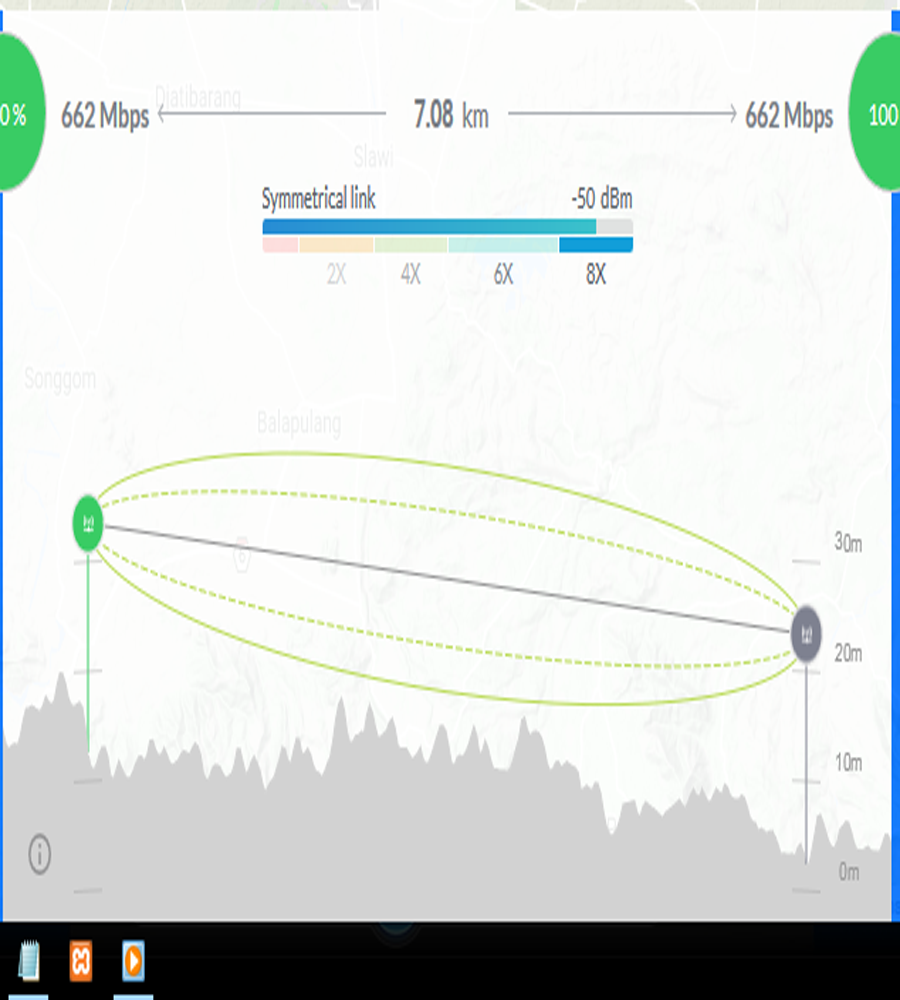 Djatibarang
0 %
662 Mbps
7.08 km
662 Mbps
100
Slawi
Symmetrical link
-50 dBm
2X
4X
6X
8X
Songgom
Balapulang
30m
20m
10m
0m